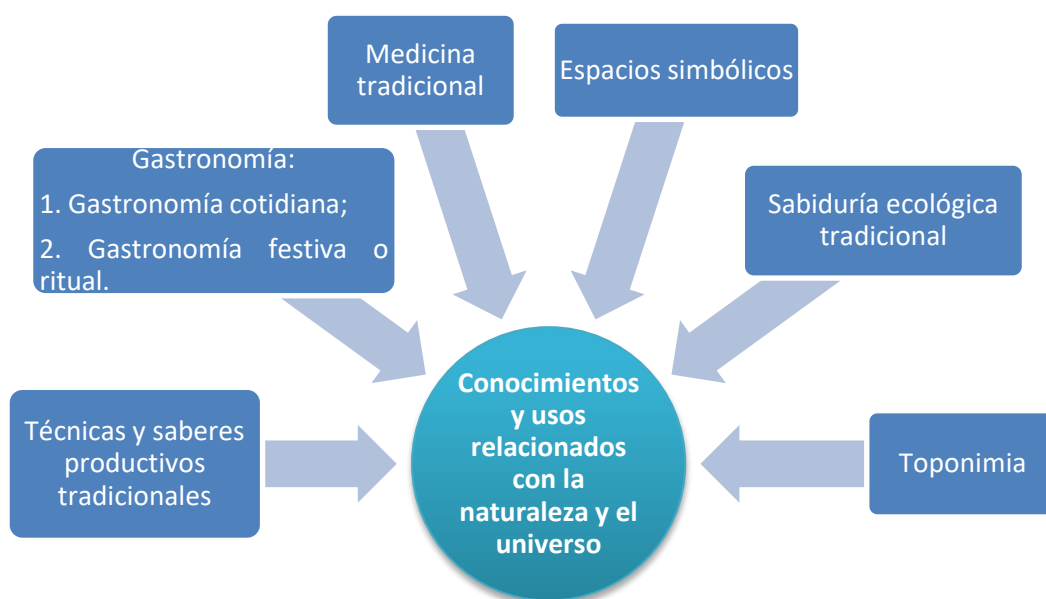 Medicina
tradicional
Espacios simbólicos
Gastronomía:
1. Gastronomía cotidiana;
2. Gastronomía festiva o
ritual.
Sabiduría ecológica
tradicional
Técnicas y saberes
productivos
tradicionales
Conocimientos
y usos
relacionados
con la
naturaleza y el
universo
Toponimia